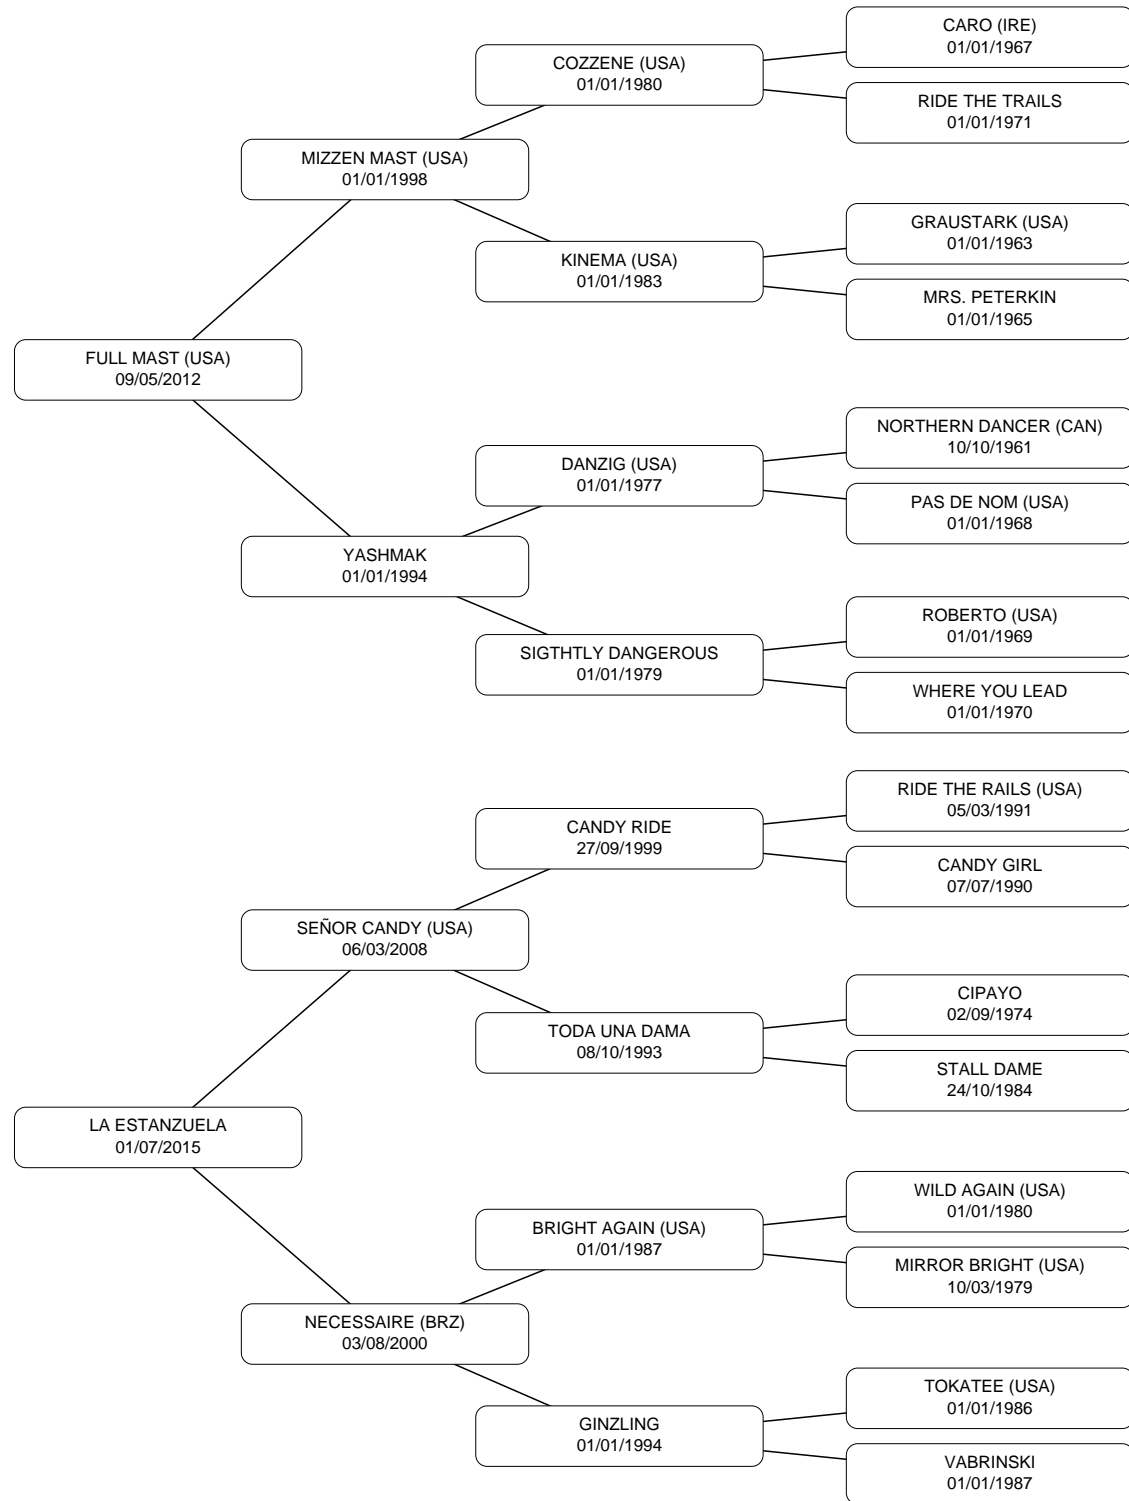 CARO (IRE)
01/01/1967
COZZENE (USA)
01/01/1980
RIDE THE TRAILS
01/01/1971
MIZZEN MAST (USA)
01/01/1998
GRAUSTARK (USA)
01/01/1963
KINEMA (USA)
01/01/1983
MRS. PETERKIN
01/01/1965
FULL MAST (USA)
09/05/2012
NORTHERN DANCER (CAN)
10/10/1961
DANZIG (USA)
01/01/1977
PAS DE NOM (USA)
01/01/1968
YASHMAK
01/01/1994
ROBERTO (USA)
01/01/1969
SIGTHTLY DANGEROUS
01/01/1979
WHERE YOU LEAD
01/01/1970
RIDE THE RAILS (USA)
05/03/1991
CANDY RIDE
27/09/1999
CANDY GIRL
07/07/1990
SEÑOR CANDY (USA)
06/03/2008
CIPAYO
02/09/1974
TODA UNA DAMA
08/10/1993
STALL DAME
24/10/1984
LA ESTANZUELA
01/07/2015
WILD AGAIN (USA)
01/01/1980
BRIGHT AGAIN (USA)
01/01/1987
MIRROR BRIGHT (USA)
10/03/1979
NECESSAIRE (BRZ)
03/08/2000
TOKATEE (USA)
01/01/1986
GINZLING
01/01/1994
VABRINSKI
01/01/1987